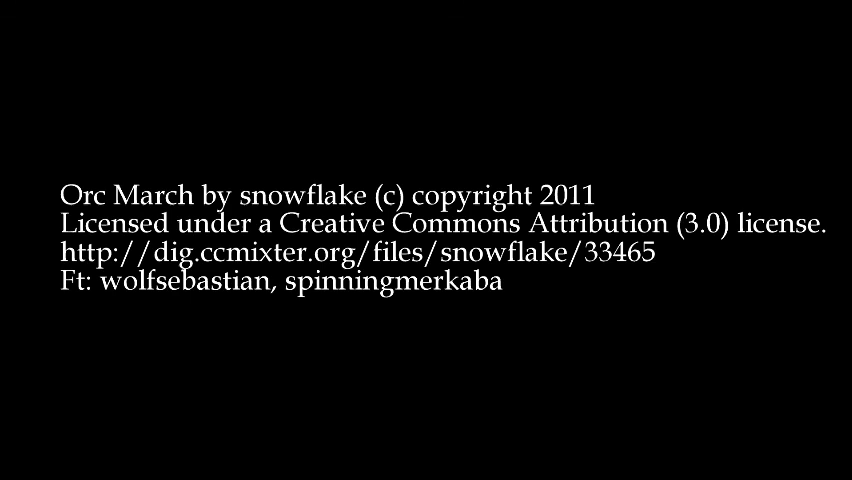 Orc March by snowflake (c) copyright 2011
Licensed under a Creative Commons Attribution (3.0) license.
http://dig.ccmixter.org/files/snowflake/33465
Ft: wolfsebastian, spinningmerkaba